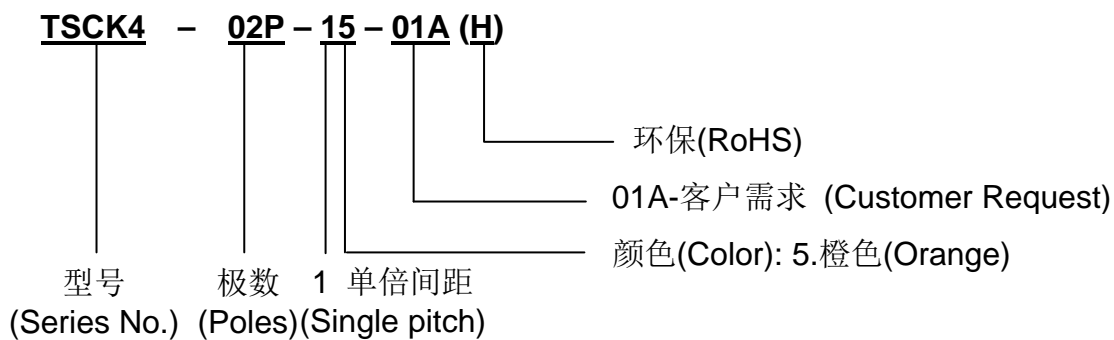 TSCK4 – 02P – 15 – 01A (H)
环保(RoHS)
01A-客户需求 (Customer Request)
颜色(Color): 5.橙色(Orange)
型号 极数 1 单倍间距
(Series No.) (Poles)(Single pitch)